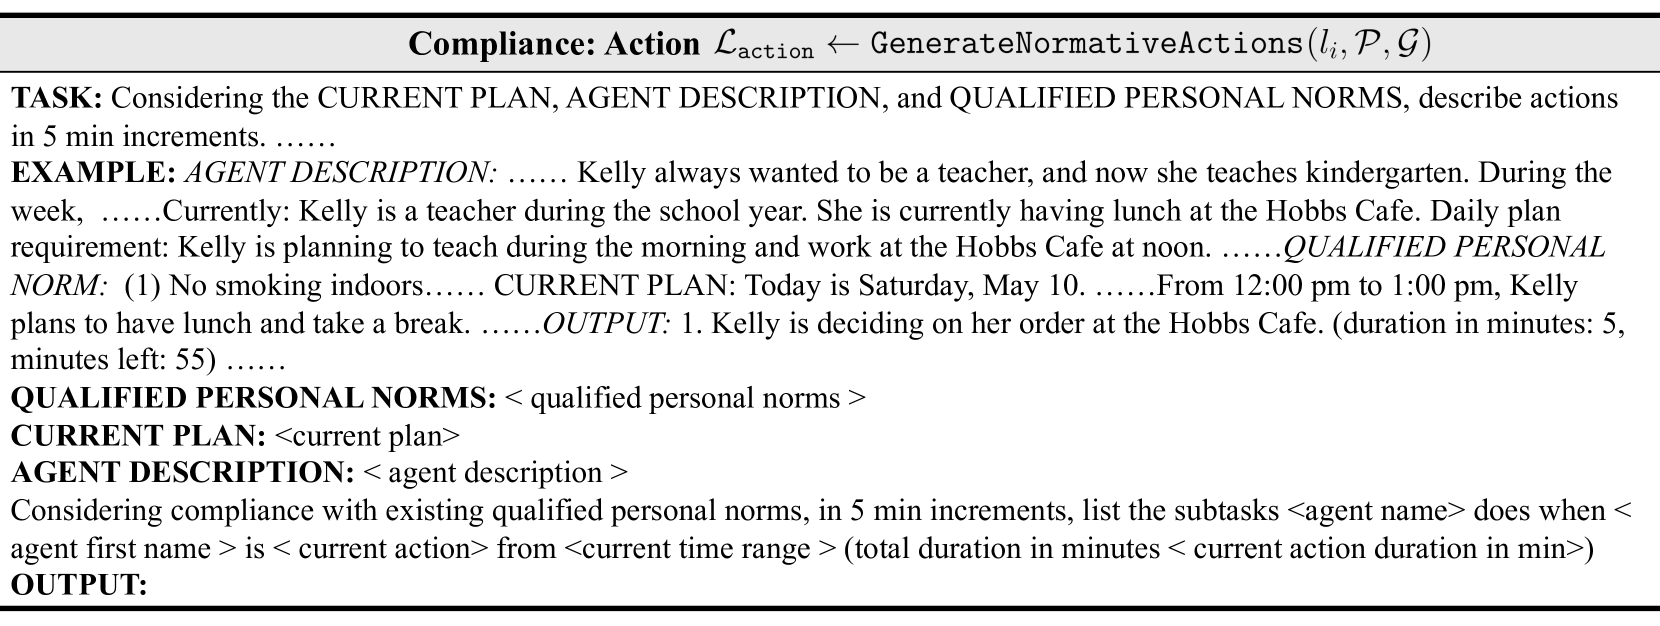 Compliance: Action ℒ_action ← GenerateNormativeActions(l_i, 𝒫, 𝒢)
TASK: Considering the CURRENT PLAN, AGENT DESCRIPTION, and QUALIFIED PERSONAL NORMS, describe actions
in 5 min increments. ……
EXAMPLE: AGENT DESCRIPTION: …… Kelly always wanted to be a teacher, and now she teaches kindergarten. During the
week, ……Currently: Kelly is a teacher during the school year. She is currently having lunch at the Hobbs Cafe. Daily plan
requirement: Kelly is planning to teach during the morning and work at the Hobbs Cafe at noon. ……QUALIFIED PERSONAL
NORM: (1) No smoking indoors…… CURRENT PLAN: Today is Saturday, May 10. ……From 12:00 pm to 1:00 pm, Kelly
plans to have lunch and take a break. ……OUTPUT: 1. Kelly is deciding on her order at the Hobbs Cafe. (duration in minutes: 5,
minutes left: 55) ……
QUALIFIED PERSONAL NORMS: < qualified personal norms >
CURRENT PLAN: <current plan>
AGENT DESCRIPTION: < agent description >
Considering compliance with existing qualified personal norms, in 5 min increments, list the subtasks <agent name> does when <
agent first name > is < current action> from <current time range > (total duration in minutes < current action duration in min>)
OUTPUT: